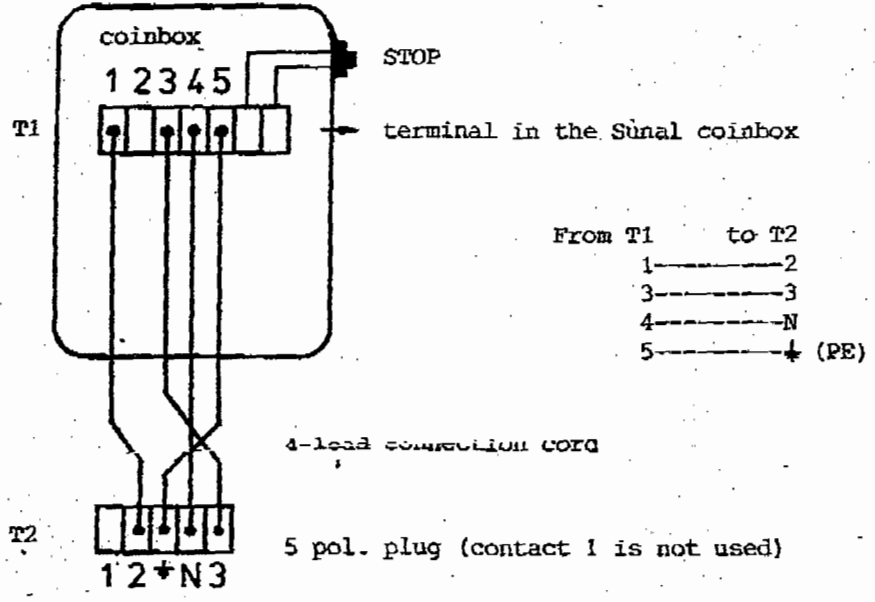 coinbox
STOP
1 2 3 4 5
T1
terminal in the Sunal coinbox
From T1 to T2
1-------2
3-------3
4-------N
5-------⏚ (PE)
4-lead connection cord
T2
5 pol. plug (contact 1 is not used)
1 2 ⏚ N 3